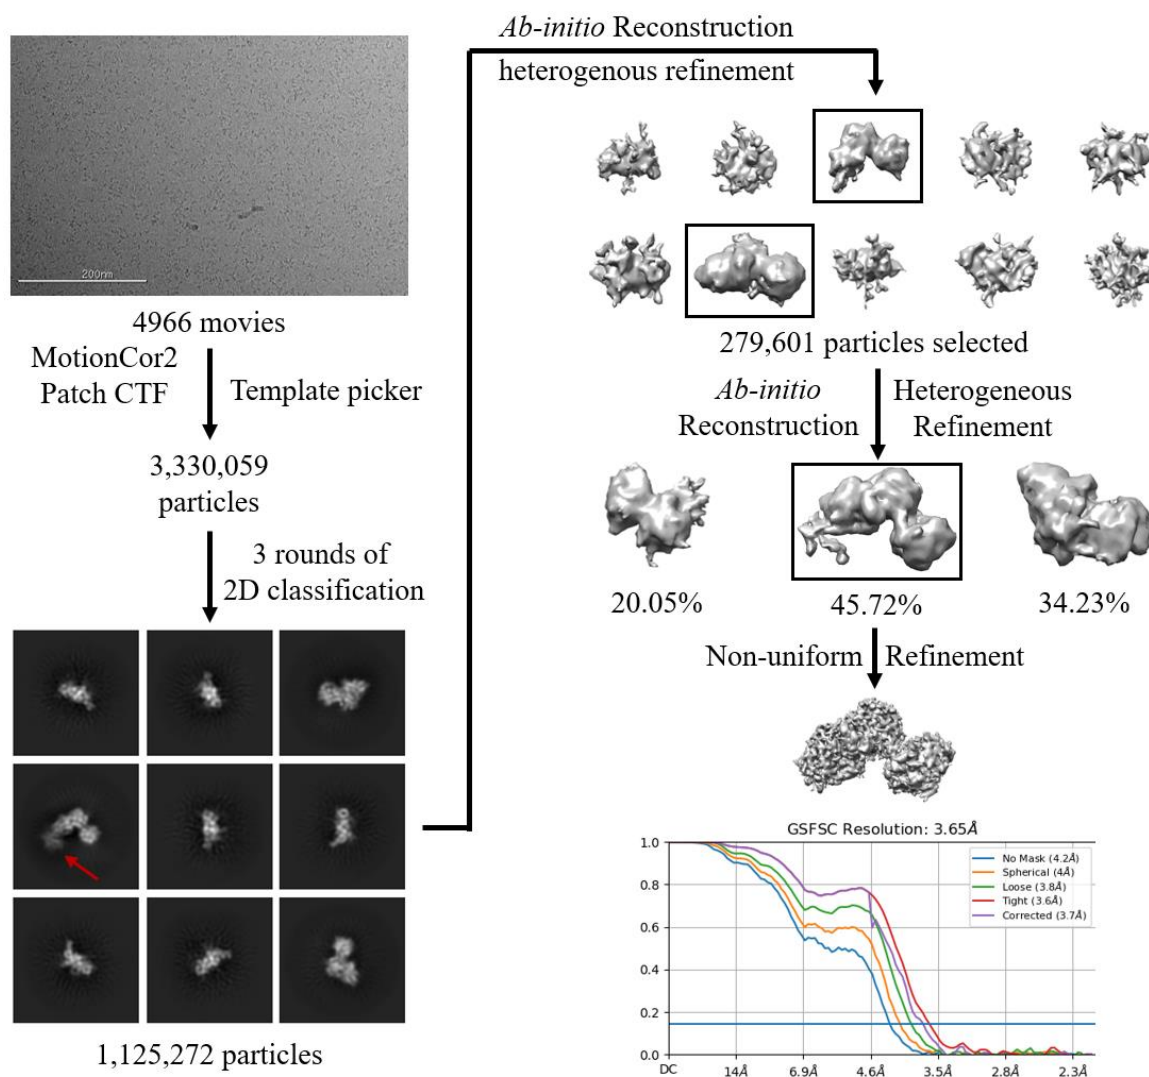 200nm
4966 movies
MotionCor2
Patch CTF
Template picker
3,330,059
particles
3 rounds of
2D classification
1,125,272 particles
Ab-initio Reconstruction
heterogenous refinement
279,601 particles selected
Ab-initio
Reconstruction
Heterogeneous
Refinement
20.05%
45.72%
34.23%
Non-uniform
Refinement
GSFSC Resolution: 3.65Å
No Mask (4.2Å)
Spherical (4Å)
Loose (3.8Å)
Tight (3.6Å)
Corrected (3.7Å)
1.0
0.8
0.6
0.4
0.2
0.0
DC
14Å
6.9Å
4.6Å
3.5Å
2.8Å
2.3Å